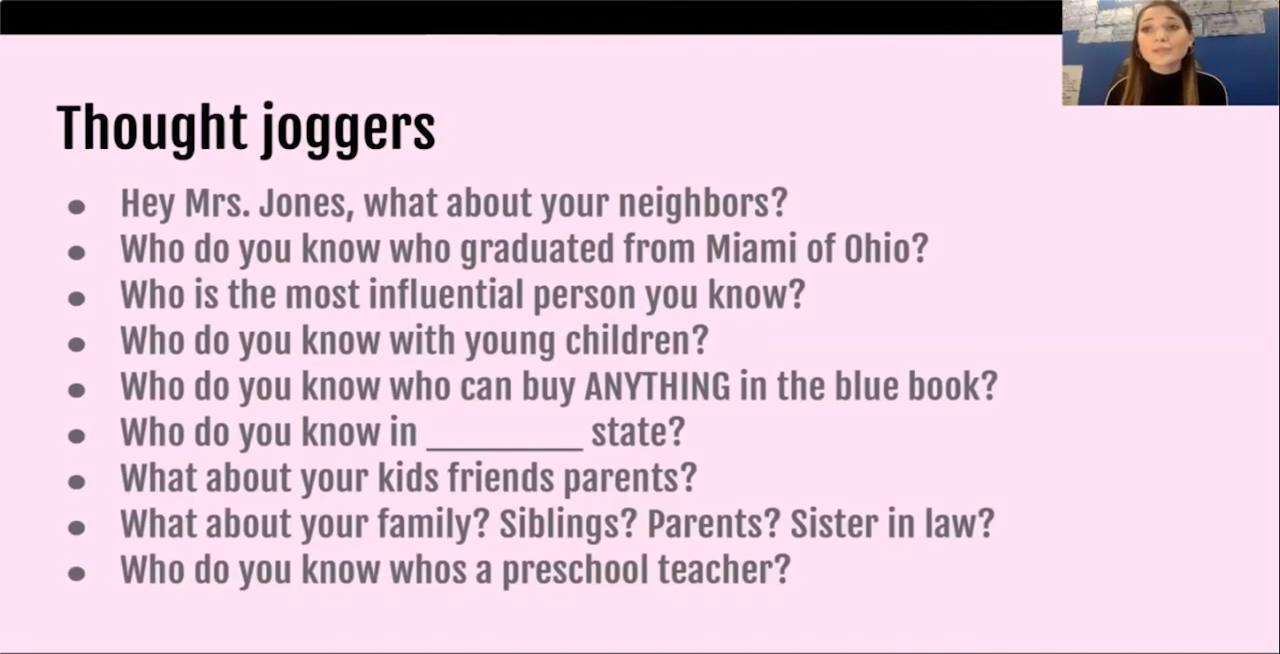 Thought joggers
Hey Mrs. Jones, what about your neighbors?
Who do you know who graduated from Miami of Ohio?
Who is the most influential person you know?
Who do you know with young children?
Who do you know who can buy ANYTHING in the blue book?
Who do you know in _________ state?
What about your kids friends parents?
What about your family? Siblings? Parents? Sister in law?
Who do you know whos a preschool teacher?